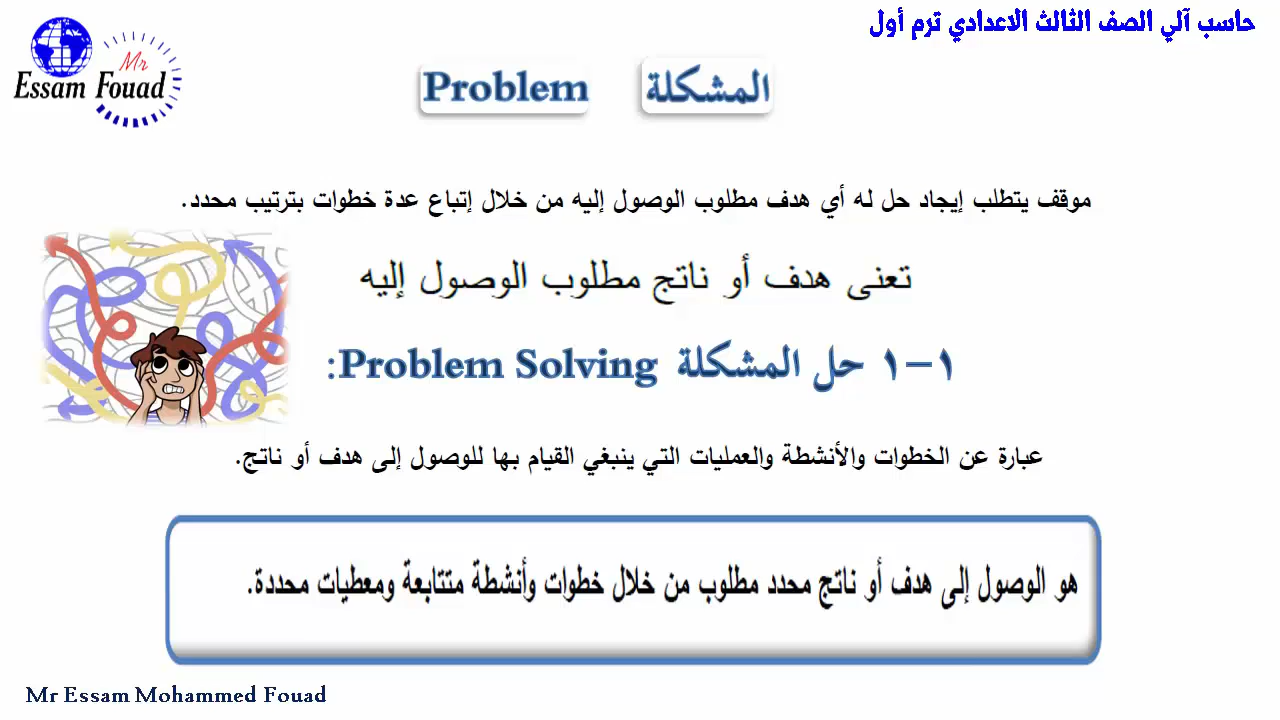 حاسب آلي الصف الثالث الاعدادي ترم أول
Mr
Essam Fouad
المشكلة Problem
موقف يتطلب إيجاد حل له أي هدف مطلوب الوصول إليه من خلال إتباع عدة خطوات بترتيب محدد.
تعنى هدف أو ناتج مطلوب الوصول إليه
١-١ حل المشكلة Problem Solving:
عبارة عن الخطوات والأنشطة والعمليات التي ينبغي القيام بها للوصول إلى هدف أو ناتج.
هو الوصول إلى هدف أو ناتج محدد مطلوب من خلال خطوات وأنشطة متتابعة ومعطيات محددة.
Mr Essam Mohammed Fouad